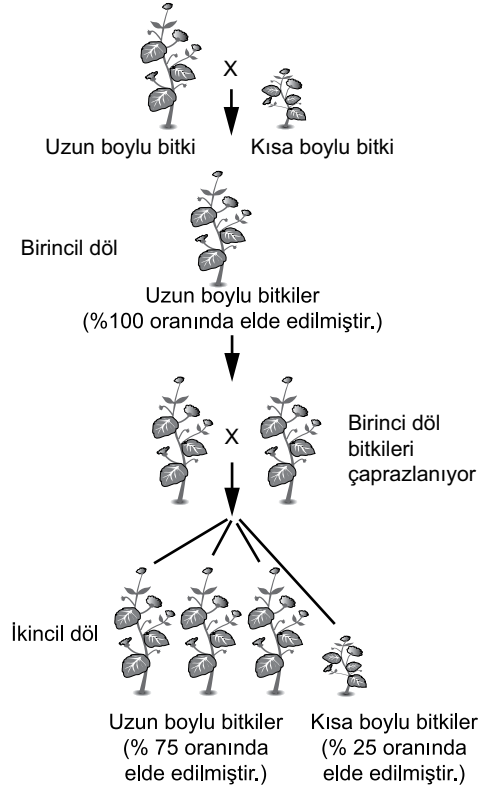 X
Uzun boylu bitki
Kısa boylu bitki
Birincil döl
Uzun boylu bitkiler
(%100 oranında elde edilmiştir.)
X
Birinci döl
bitkileri
çaprazlanıyor
İkincil döl
Uzun boylu bitkiler
(% 75 oranında
elde edilmiştir.)
Kısa boylu bitkiler
(% 25 oranında
elde edilmiştir.)